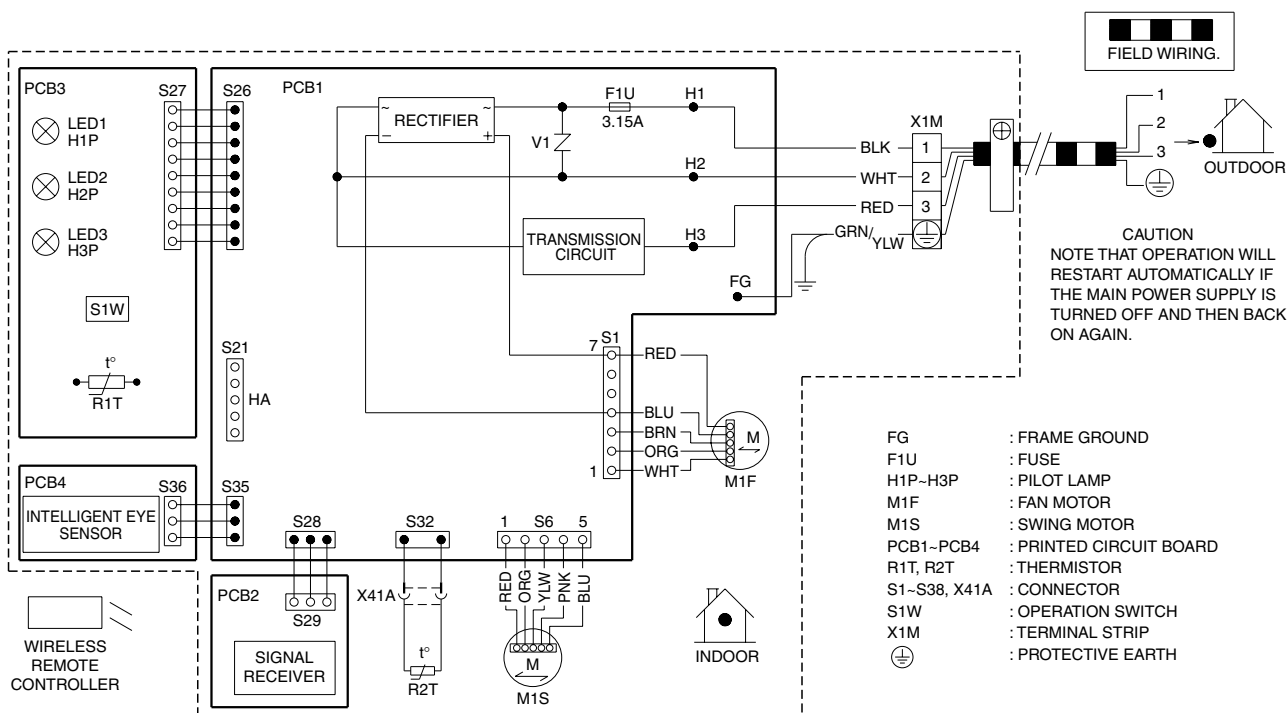 FIELD WIRING.
PCB3
S27
S26
PCB1
LED1
H1P
LED2
H2P
LED3
H3P
S1W
t°
R1T
RECTIFIER
~
~
−
+
F1U
3.15A
V1
H1
H2
H3
TRANSMISSION
CIRCUIT
FG
BLK
WHT
RED
GRN/
YLW
X1M
1
2
3
1
2
3
OUTDOOR
CAUTION
NOTE THAT OPERATION WILL
RESTART AUTOMATICALLY IF
THE MAIN POWER SUPPLY IS
TURNED OFF AND THEN BACK
ON AGAIN.
S21
HA
7
S1
1
RED
BLU
BRN
ORG
WHT
M
M1F
PCB4
S36
S35
INTELLIGENT EYE
SENSOR
S28
S32
1
S6
5
RED
ORG
YLW
PNK
BLU
M
M1S
PCB2
S29
SIGNAL
RECEIVER
X41A
t°
R2T
WIRELESS
REMOTE
CONTROLLER
INDOOR
FG : FRAME GROUND
F1U : FUSE
H1P~H3P : PILOT LAMP
M1F : FAN MOTOR
M1S : SWING MOTOR
PCB1~PCB4 : PRINTED CIRCUIT BOARD
R1T, R2T : THERMISTOR
S1~S38, X41A : CONNECTOR
S1W : OPERATION SWITCH
X1M : TERMINAL STRIP
: PROTECTIVE EARTH